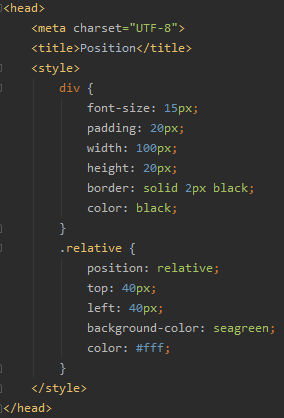 <head>
<meta charset="UTF-8">
<title>Position</title>
<style>
div {
font-size: 15px;
padding: 20px;
width: 100px;
height: 20px;
border: solid 2px black;
color: black;
}
.relative {
position: relative;
top: 40px;
left: 40px;
background-color: seagreen;
color: #fff;
}
</style>
</head>